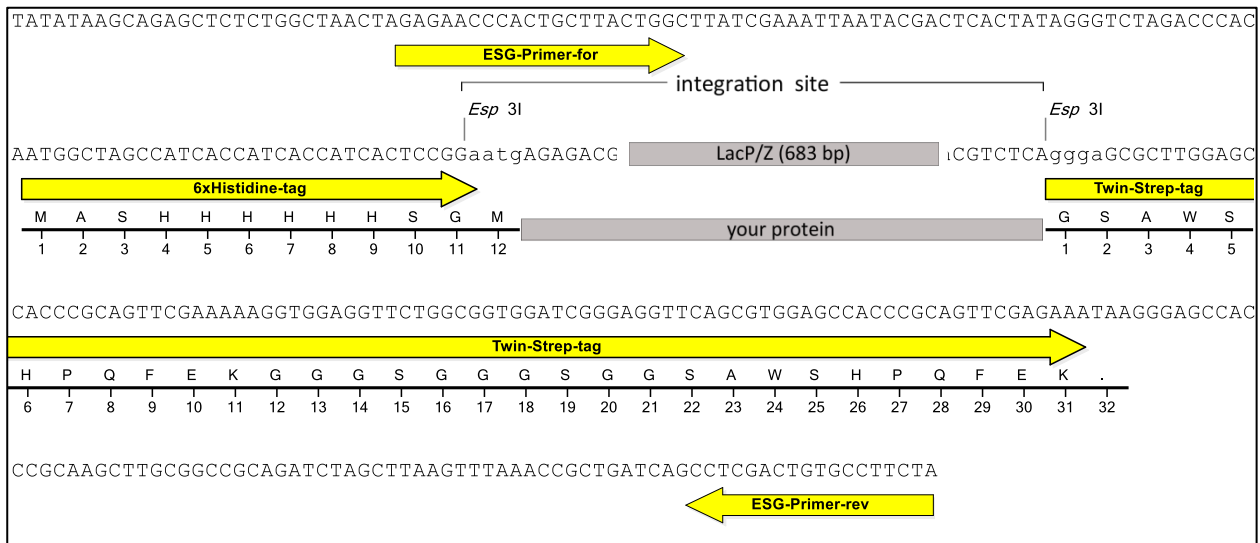 TATATAAGCAGAGCTCTCTGGCTAACTAGAGAACCCACTGCTTACTGGCTTATCGAAATTAATACGACTCACTATAGGGTCTAGACCCAC
ESG-Primer-for
integration site
Esp 3I Esp 3I
AATGGCTAGCCATCACCATCACCATCACTCCGGaatgAGAGACG LacP/Z (683 bp) CGTCTCAgggaGCGCTTGGAGC
6xHistidine-tag Twin-Strep-tag
M A S H H H H H H S G M G S A W S
your protein
1 2 3 4 5 6 7 8 9 10 11 12 1 2 3 4 5
CACCCGCAGTTCGAAAAAGGTGGAGGTTCTGGCGGTGGATCGGGAGGTTCAGCGTGGAGCCACCCGCAGTTCGAGAAATAAGGGAGCCAC
Twin-Strep-tag
H P Q F E K G G G S G G G S G G S A W S H P Q F E K .
6 7 8 9 10 11 12 13 14 15 16 17 18 19 20 21 22 23 24 25 26 27 28 29 30 31 32
CCGCAAGCTTGCGGCCGCAGATCTAGCTTAAGTTTAAACCGCTGATCAGCCTCGACTGTGCCTTCTA
ESG-Primer-rev